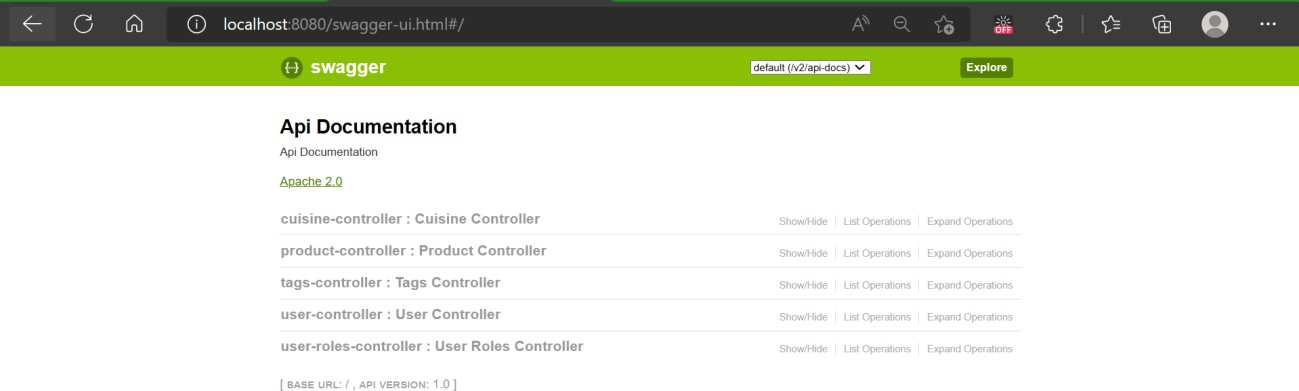 localhost:8080/swagger-ui.html#/
OFF
swagger default (/v2/api-docs) Explore
Api Documentation
Api Documentation
Apache 2.0
cuisine-controller : Cuisine Controller Show/Hide List Operations Expand Operations
product-controller : Product Controller Show/Hide List Operations Expand Operations
tags-controller : Tags Controller Show/Hide List Operations Expand Operations
user-controller : User Controller Show/Hide List Operations Expand Operations
user-roles-controller : User Roles Controller Show/Hide List Operations Expand Operations
[ BASE URL: / , API VERSION: 1.0 ]